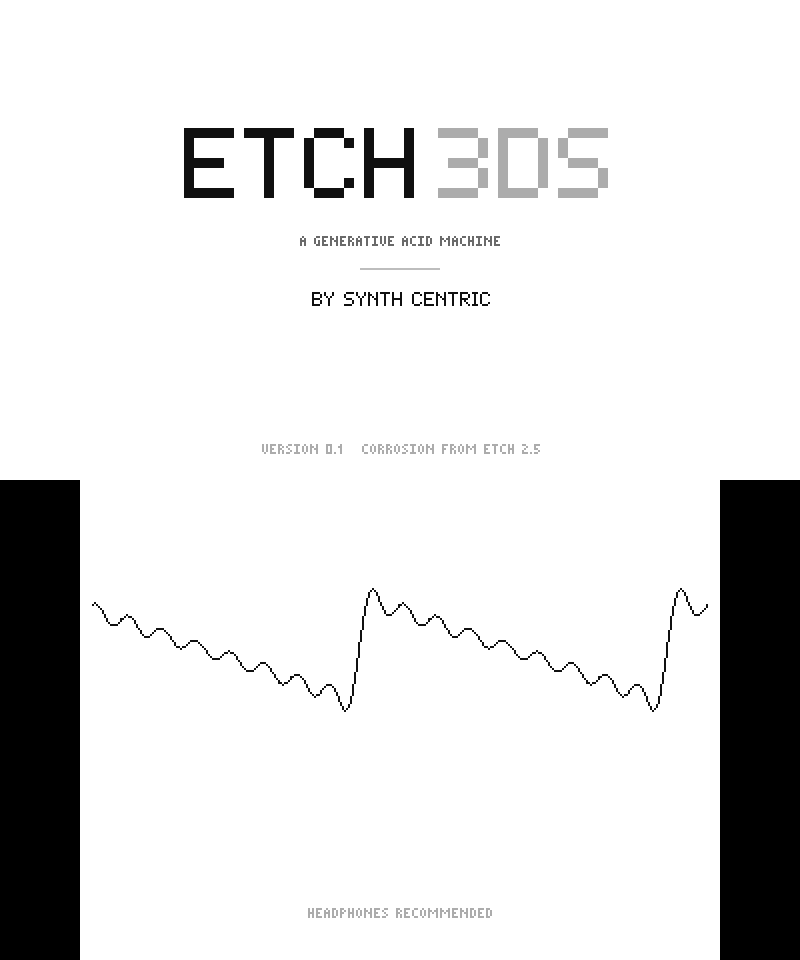 ETCH 3DS
A GENERATIVE ACID MACHINE
BY SYNTH CENTRIC
VERSION 0.1 CORROSION FROM ETCH 2.5
HEADPHONES RECOMMENDED